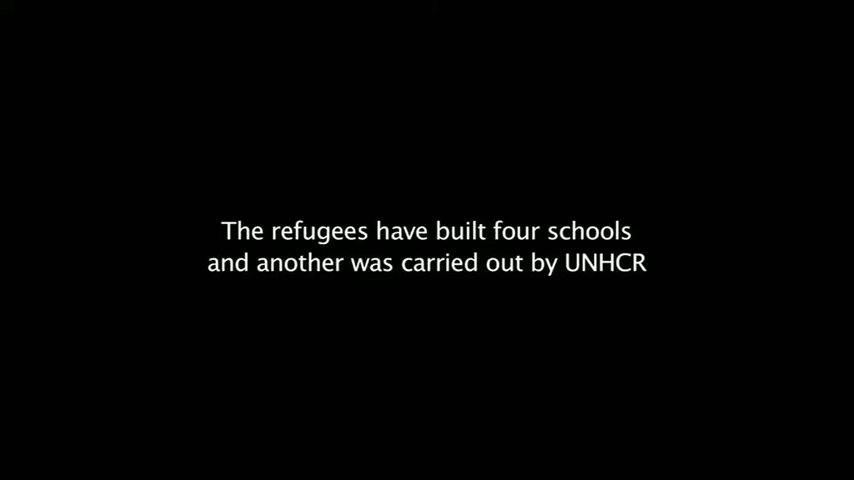 The refugees have built four schools
and another was carried out by UNHCR